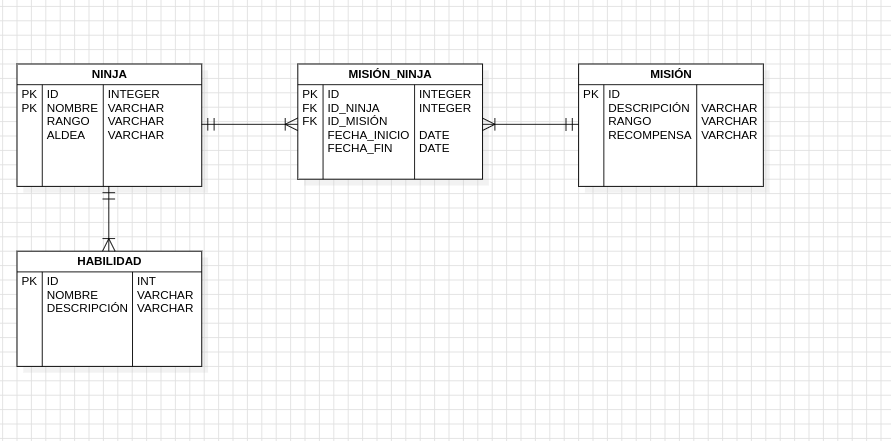 NINJA
PK ID INTEGER
PK NOMBRE VARCHAR
RANGO VARCHAR
ALDEA VARCHAR
MISIÓN_NINJA
PK ID INTEGER
FK ID_NINJA INTEGER
FK ID_MISIÓN
FECHA_INICIO DATE
FECHA_FIN DATE
MISIÓN
PK ID
DESCRIPCIÓN VARCHAR
RANGO VARCHAR
RECOMPENSA VARCHAR
HABILIDAD
PK ID INT
NOMBRE VARCHAR
DESCRIPCIÓN VARCHAR